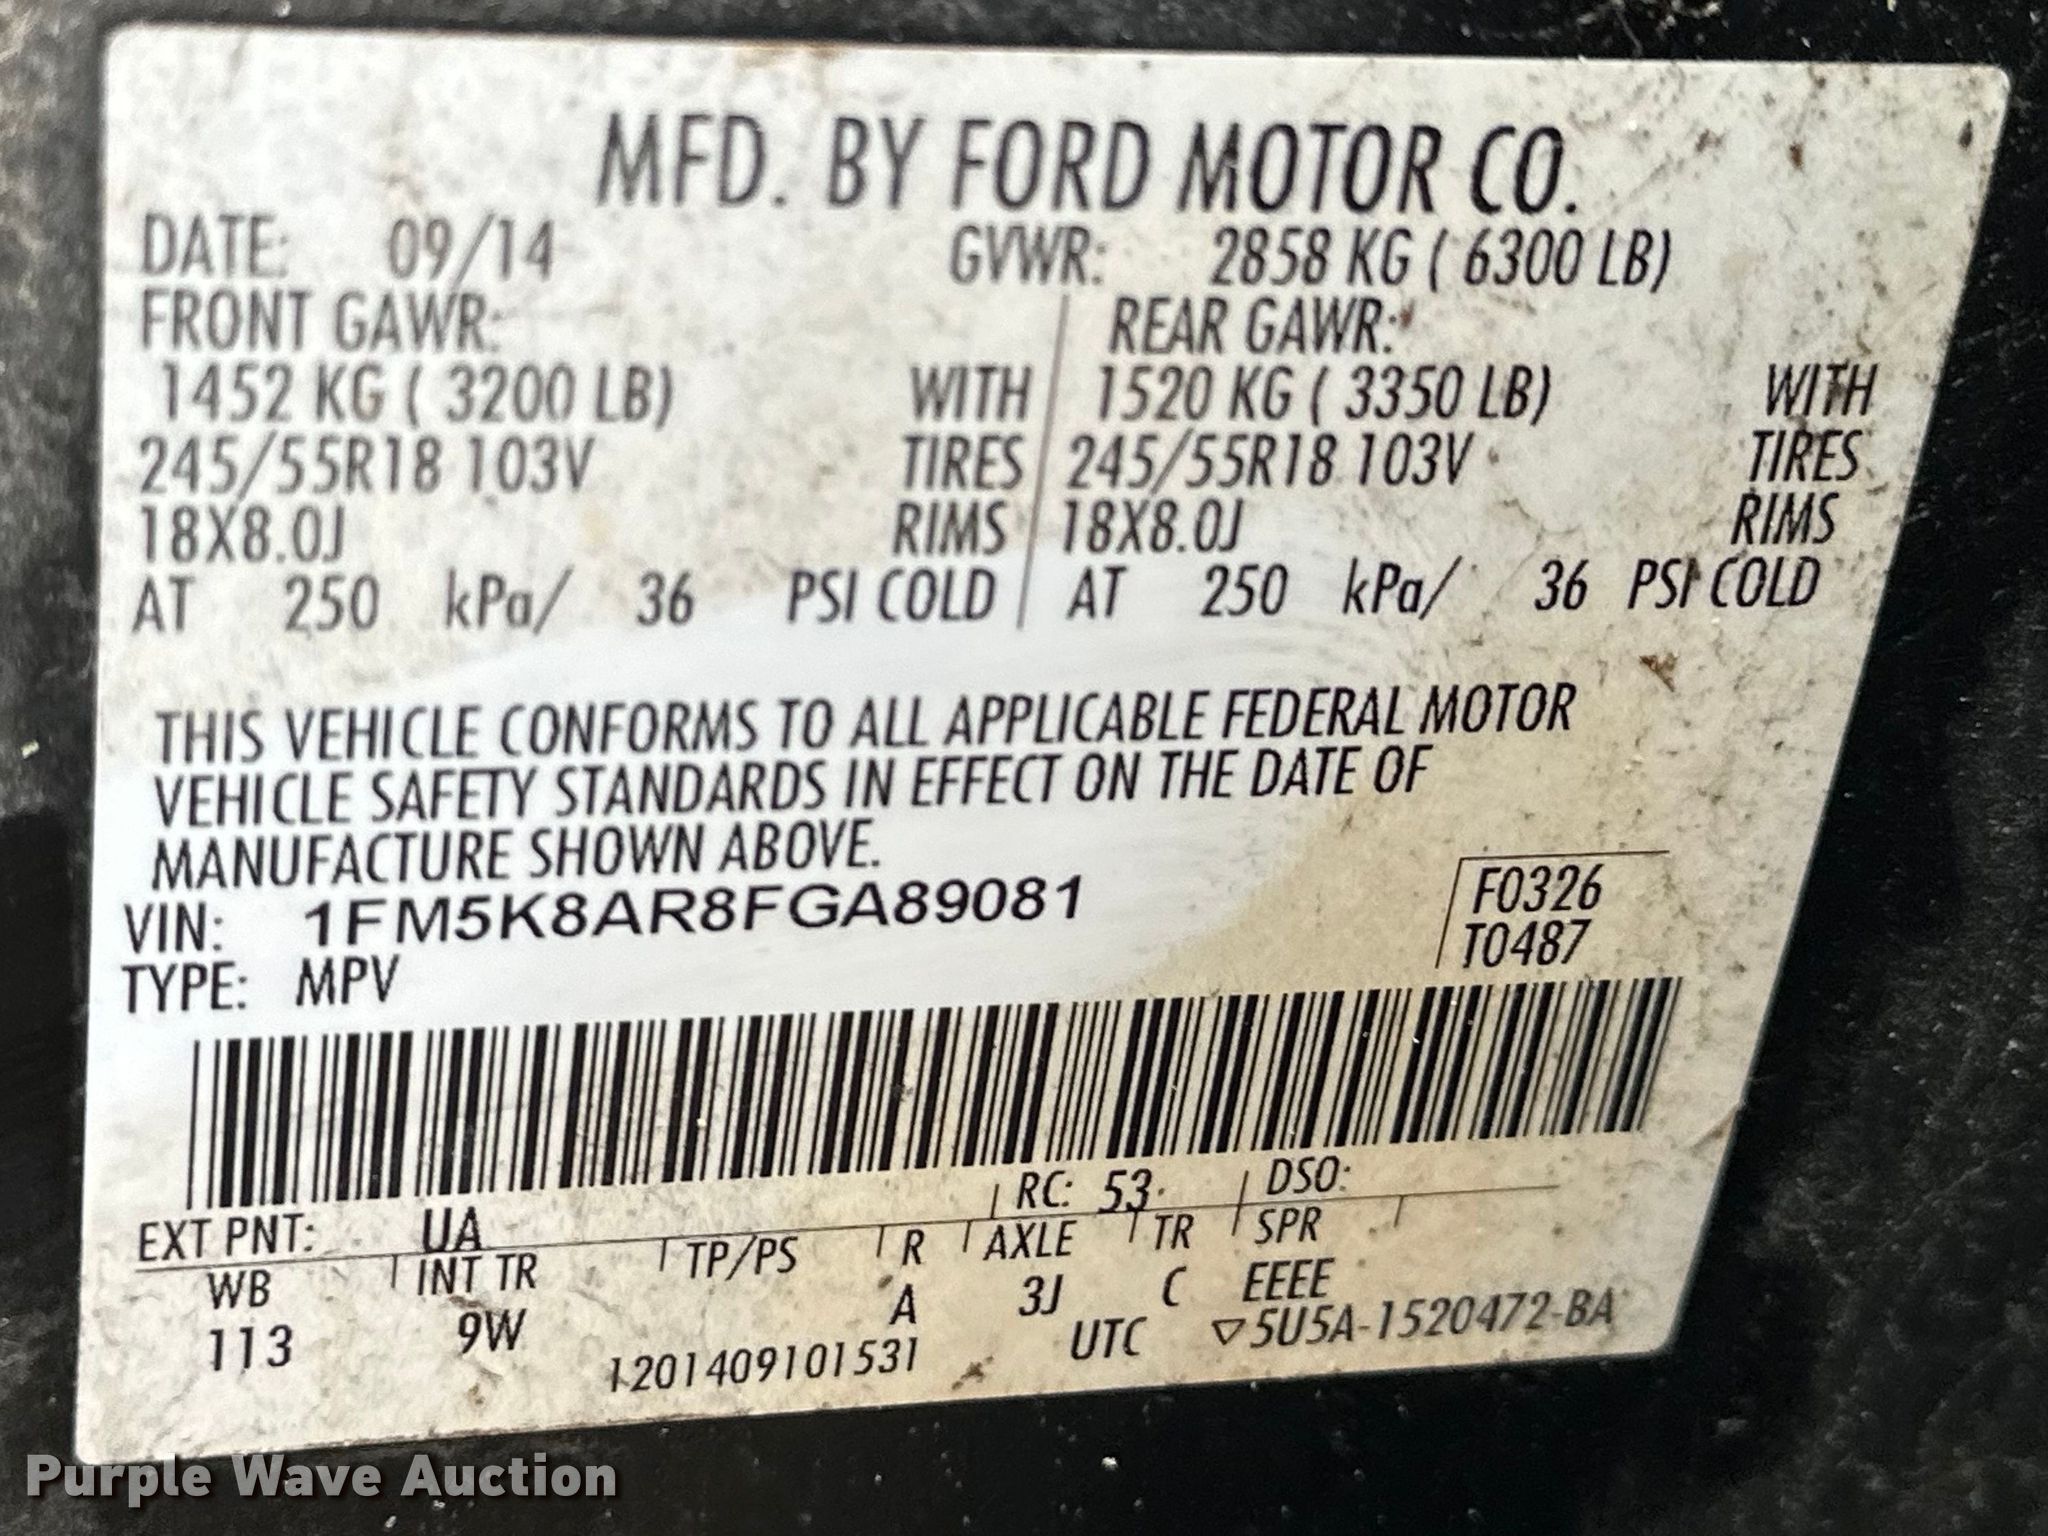 MFD. BY FORD MOTOR CO.
DATE: 09/14 GVWR: 2858 KG ( 6300 LB)
FRONT GAWR: REAR GAWR:
1452 KG ( 3200 LB) WITH 1520 KG ( 3350 LB) WITH
245/55R18 103V TIRES 245/55R18 103V TIRES
18X8.0J RIMS 18X8.0J RIMS
AT 250 kPa/ 36 PSI COLD AT 250 kPa/ 36 PSI COLD
THIS VEHICLE CONFORMS TO ALL APPLICABLE FEDERAL MOTOR
VEHICLE SAFETY STANDARDS IN EFFECT ON THE DATE OF
MANUFACTURE SHOWN ABOVE.
VIN: 1FM5K8AR8FGA89081 F0326
TYPE: MPV T0487
EXT PNT: UA RC: 53 DSO:
WB INT TR TP/PS R AXLE TR SPR
113 9W A 3J C EEEE
1201409101531 UTC ▽5U5A-1520472-BA
Purple Wave Auction